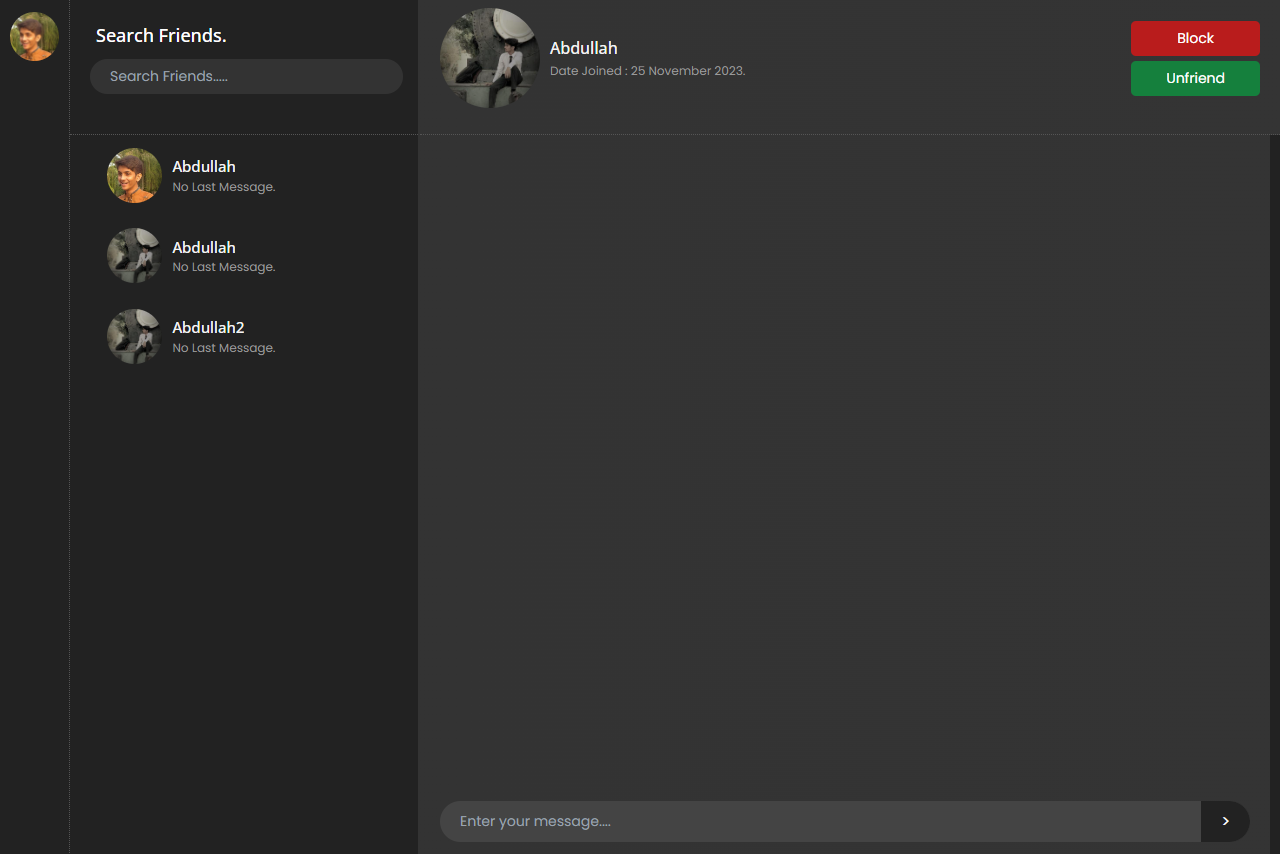 Search Friends.
Search Friends.....
Abdullah
No Last Message.
Abdullah
No Last Message.
Abdullah2
No Last Message.
Abdullah
Date Joined : 25 November 2023.
Block
Unfriend
Enter your message....
>